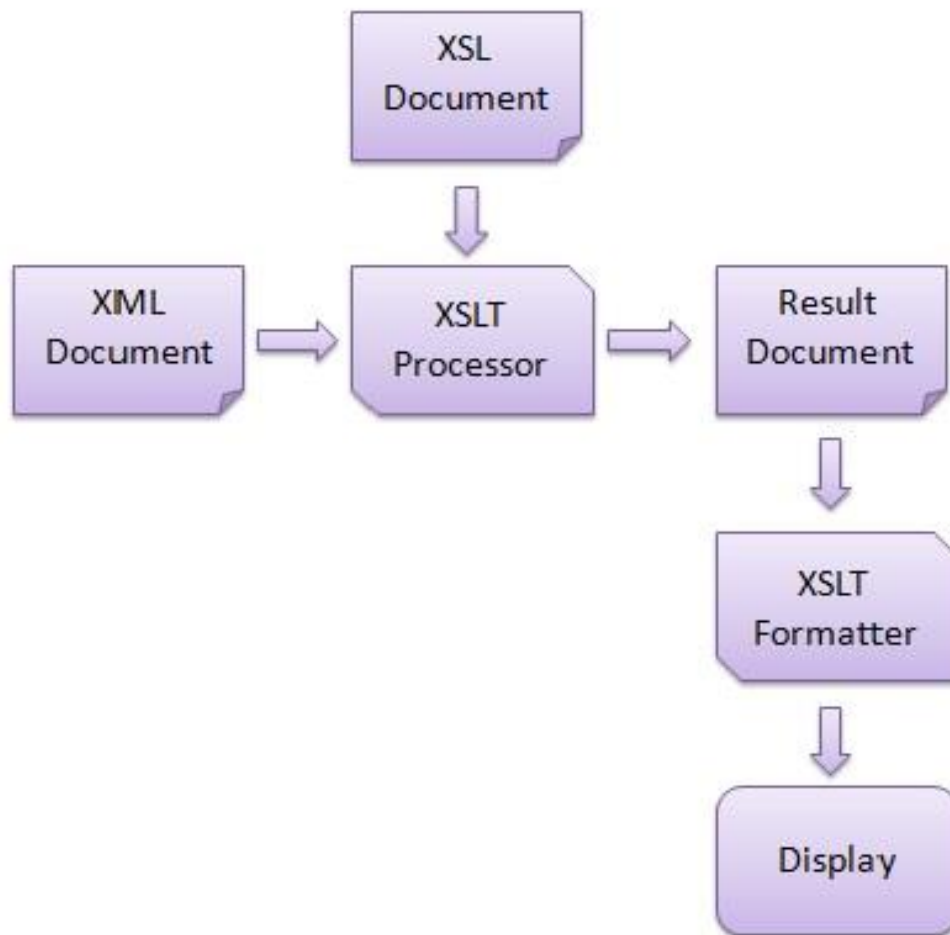 XSL
Document
XML
Document
XSLT
Processor
Result
Document
XSLT
Formatter
Display